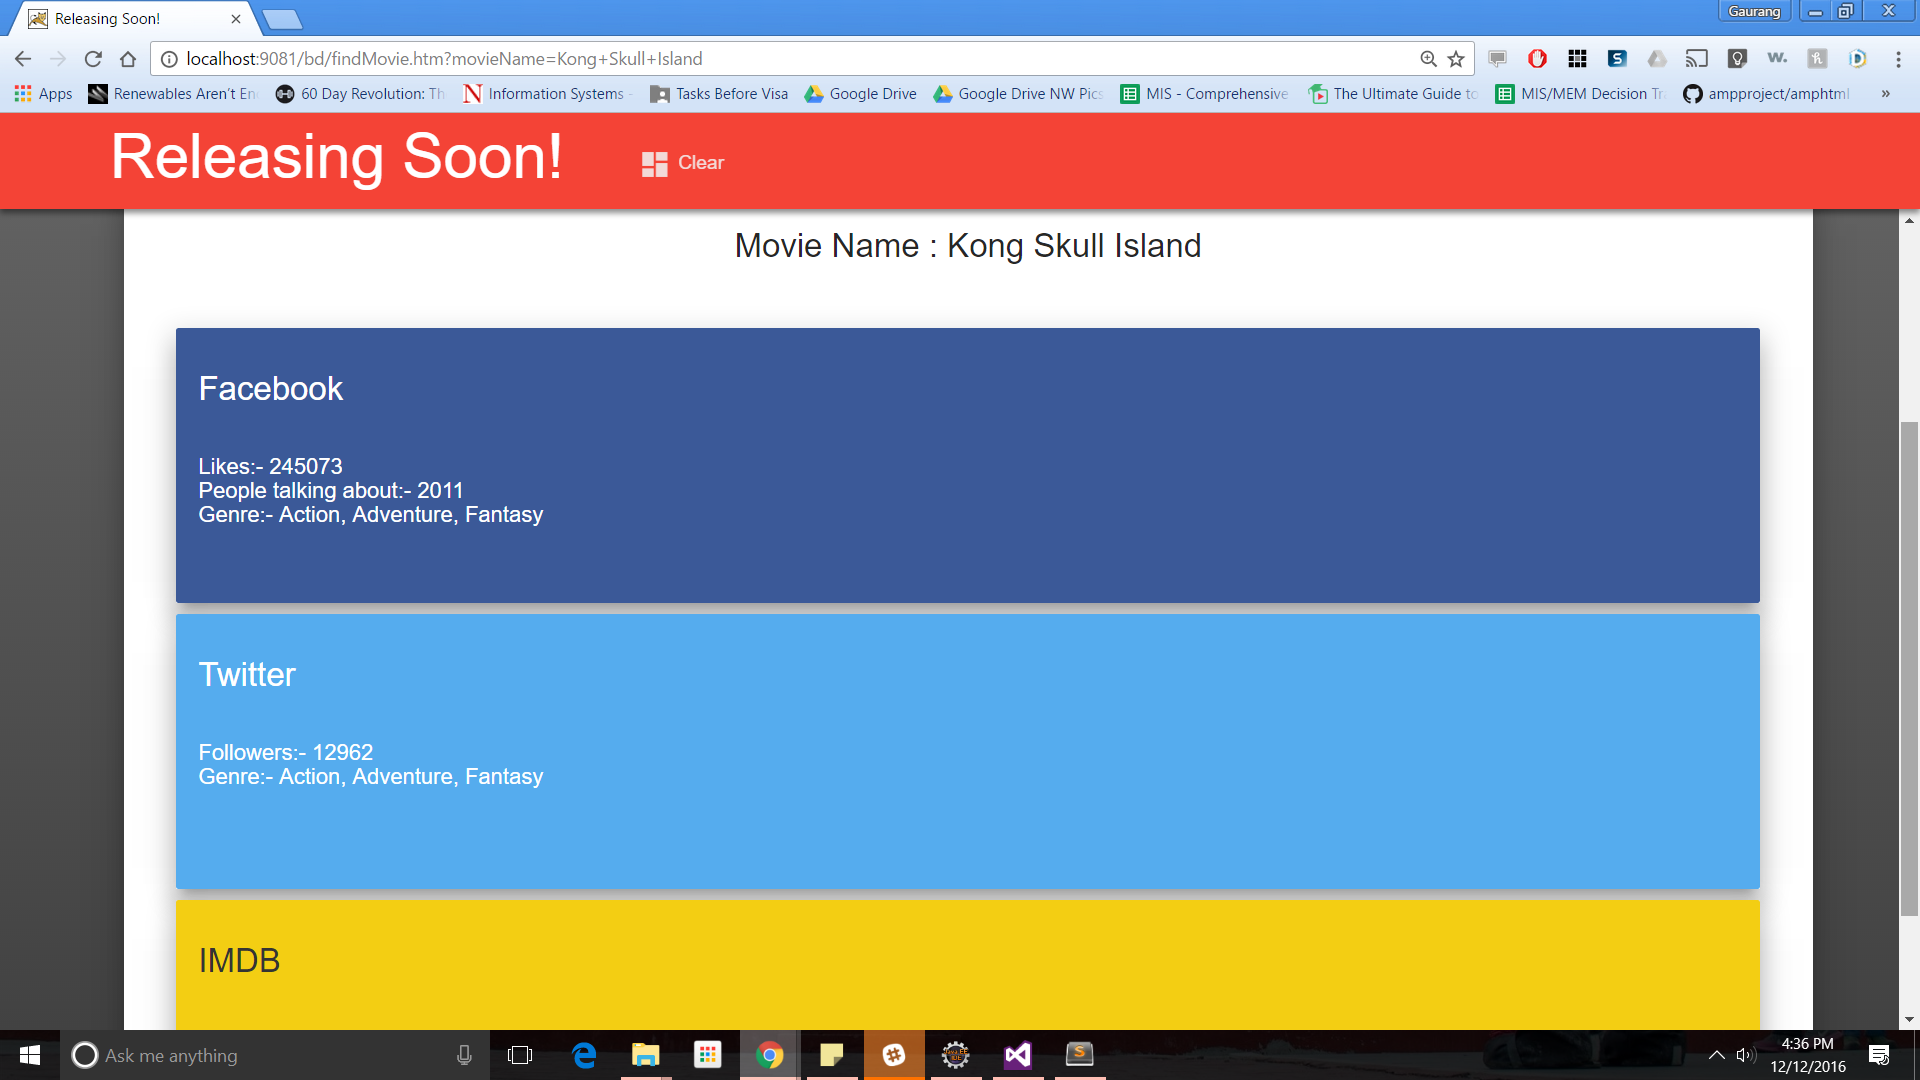 Releasing Soon!
Gaurang
localhost:9081/bd/findMovie.htm?movieName=Kong+Skull+Island
Apps
Renewables Aren't En
60 Day Revolution: Th
Information Systems -
Tasks Before Visa
Google Drive
Google Drive NW Pics
MIS - Comprehensive
The Ultimate Guide to
MIS/MEM Decision Tr
ampproject/amphtml
»
Releasing Soon!
Clear
Movie Name : Kong Skull Island
Facebook
Likes:- 245073
People talking about:- 2011
Genre:- Action, Adventure, Fantasy
Twitter
Followers:- 12962
Genre:- Action, Adventure, Fantasy
IMDB
Ask me anything
4:36 PM
12/12/2016